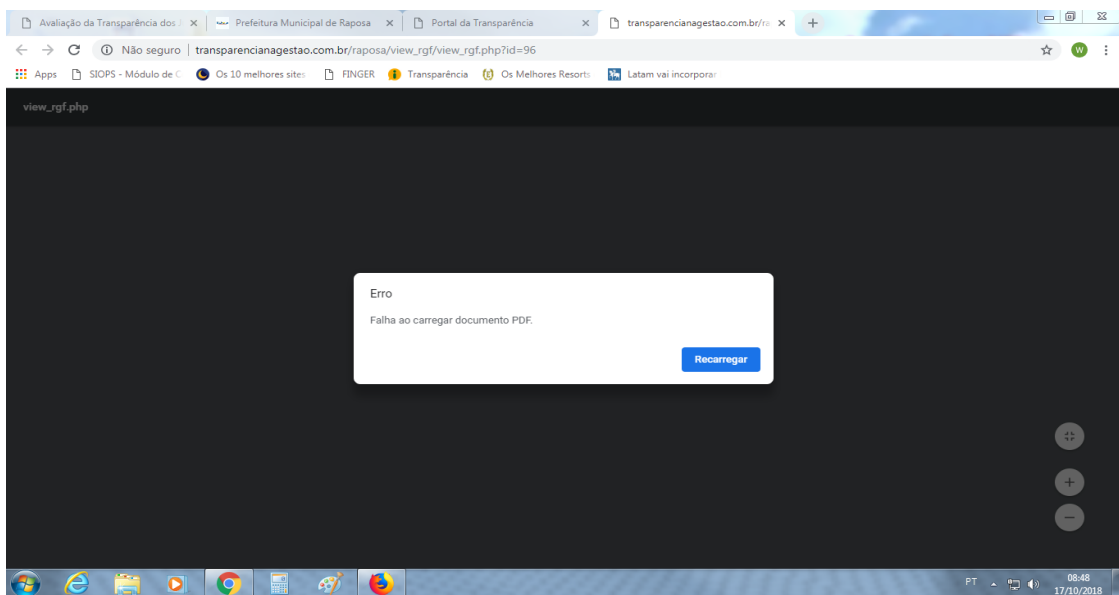 Avaliação da Transparência dos
Prefeitura Municipal de Raposa
Portal da Transparência
transparencianagestao.com.br/ra
Não seguro | transparencianagestao.com.br/raposa/view_rgf/view_rgf.php?id=96
W
Apps SIOPS - Módulo de Os 10 melhores sites FINGER Transparência Os Melhores Resorts Latam vai incorporar
view_rgf.php
Erro
Falha ao carregar documento PDF.
Recarregar
PT
08:48
17/10/2018